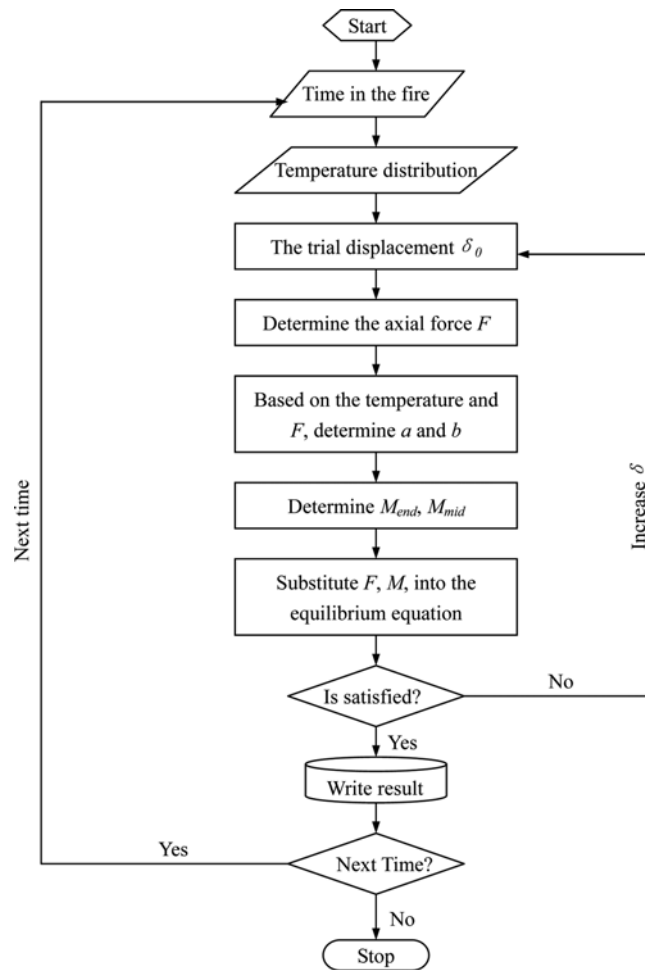 Start
Time in the fire
Temperature distribution
The trial displacement δ0
Determine the axial force F
Based on the temperature and
F, determine a and b
Determine Mend, Mmid
Substitute F, M, into the
equilibrium equation
Is satisfied?
No
Yes
Write result
Next Time?
Yes
No
Stop
Next time
Increase δ